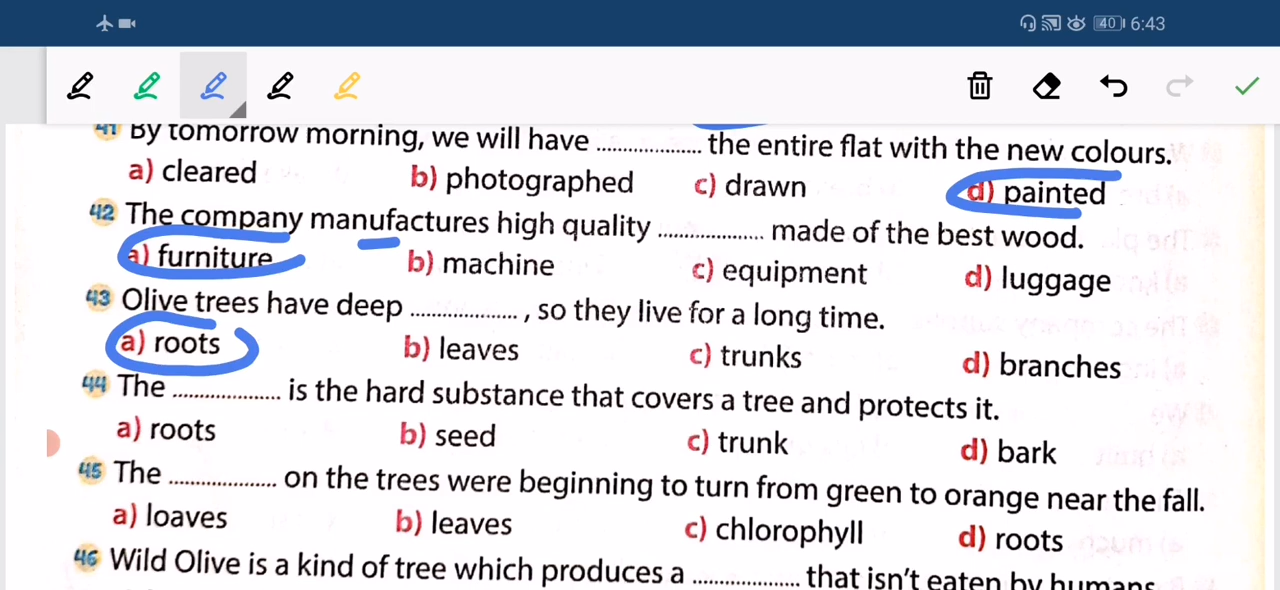 40 6:43
41 By tomorrow morning, we will have .................... the entire flat with the new colours.
a) cleared b) photographed c) drawn d) painted
42 The company manufactures high quality .................... made of the best wood.
a) furniture b) machine c) equipment d) luggage
43 Olive trees have deep .................... , so they live for a long time.
a) roots b) leaves c) trunks d) branches
44 The .................... is the hard substance that covers a tree and protects it.
a) roots b) seed c) trunk d) bark
45 The .................... on the trees were beginning to turn from green to orange near the fall.
a) loaves b) leaves c) chlorophyll d) roots
46 Wild Olive is a kind of tree which produces a .................... that isn't eaten by humans